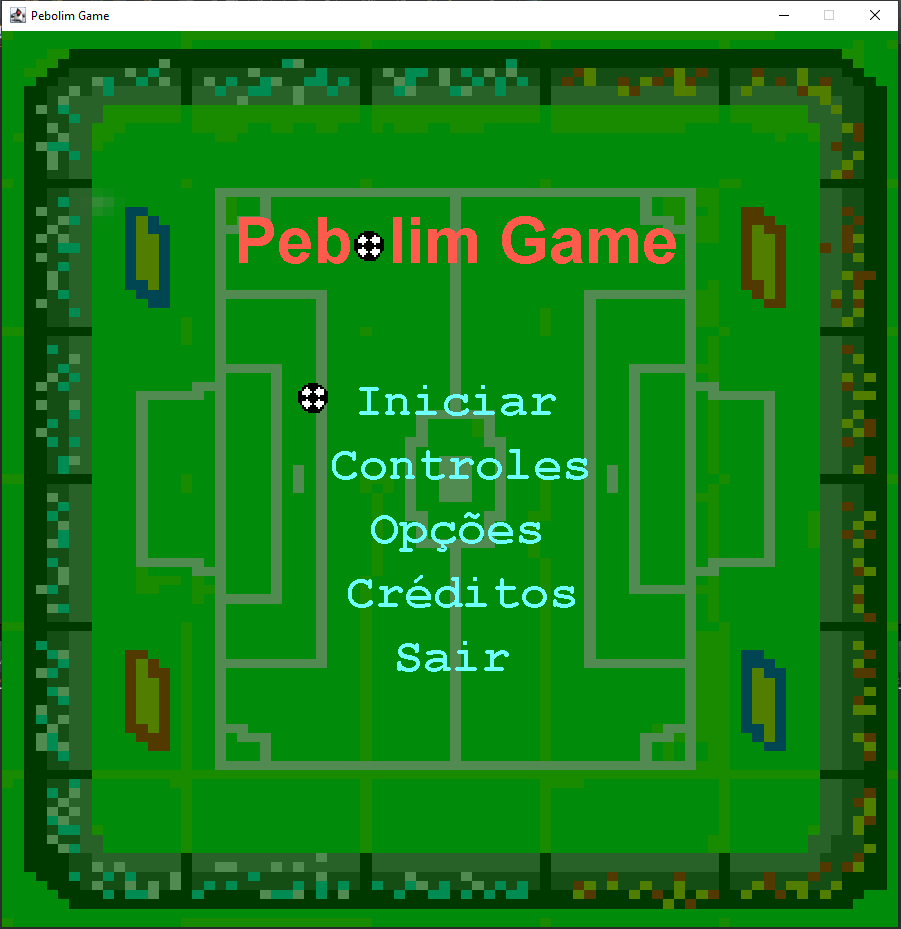 Pebolim Game
Pebolim Game
Iniciar
Controles
Opções
Créditos
Sair